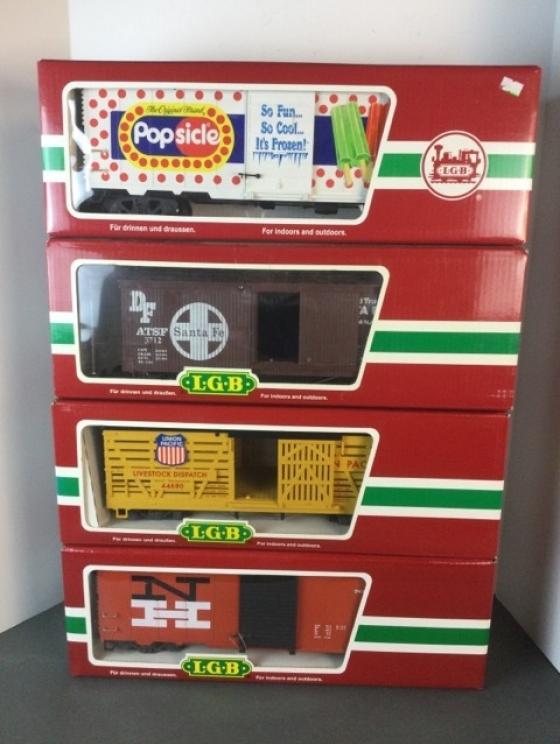 The Original Brand
Popsicle
So Fun...
So Cool...
It's Frozen!
LGB
Für drinnen und draussen.
For indoors and outdoors.
DF
ATSF
3712
Santa Fe
LGB
Für drinnen und draußen.
For indoors and outdoors.
UNION
PACIFIC
LIVESTOCK DISPATCH
44690
N PAC
LGB
Für drinnen und draußen.
For indoors and outdoors.
N
H
LGB
Für drinnen und draussen.
For indoors and outdoors.